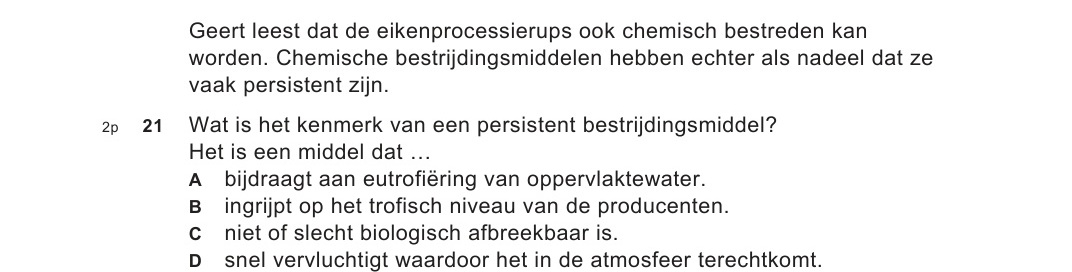 Geert leest dat de eikenprocessierups ook chemisch bestreden kan
worden. Chemische bestrijdingsmiddelen hebben echter als nadeel dat ze
vaak persistent zijn.
2p 21 Wat is het kenmerk van een persistent bestrijdingsmiddel?
Het is een middel dat …
A bijdraagt aan eutrofiëring van oppervlaktewater.
B ingrijpt op het trofisch niveau van de producenten.
C niet of slecht biologisch afbreekbaar is.
D snel vervluchtigt waardoor het in de atmosfeer terechtkomt.